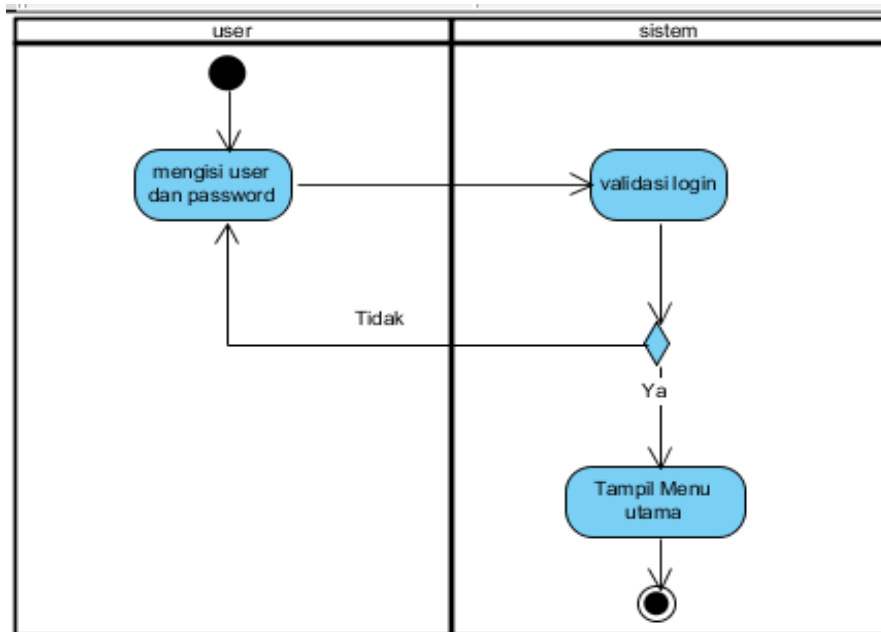 user
sistem
mengisi user
dan password
validasi login
Tidak
Ya
Tampil Menu
utama